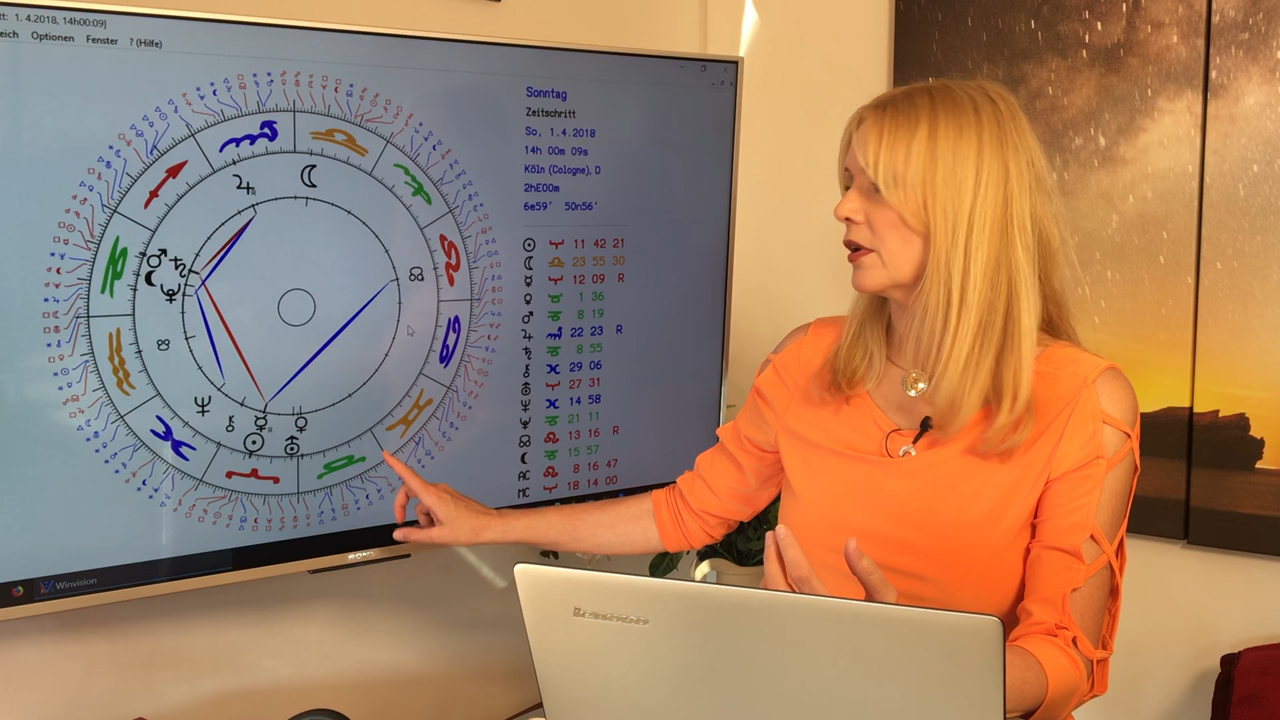 tt: 1. 4.2018, 14h00:09]
eich Optionen Fenster ? (Hilfe)
Sonntag
Zeitschritt
So, 1.4.2018
14h 00m 09s
Köln (Cologne), D
2hE00m
6e59' 50n56'
☉ ♈ 11 42 21
☾ ♎ 23 55 30
☿ ♈ 12 09 R
♀ ♉ 1 36
♂ ♑ 8 19
♃ ♏ 22 23 R
♄ ♑ 8 55
⚷ ♓ 29 06
⛢ ♈ 27 31
♆ ♓ 14 58
♇ ♑ 21 11
☊ ♌ 13 16 R
⚸ ♑ 15 57
AC ♌ 8 16 47
MC ♈ 18 14 00
SONY
Winvision
lenovo